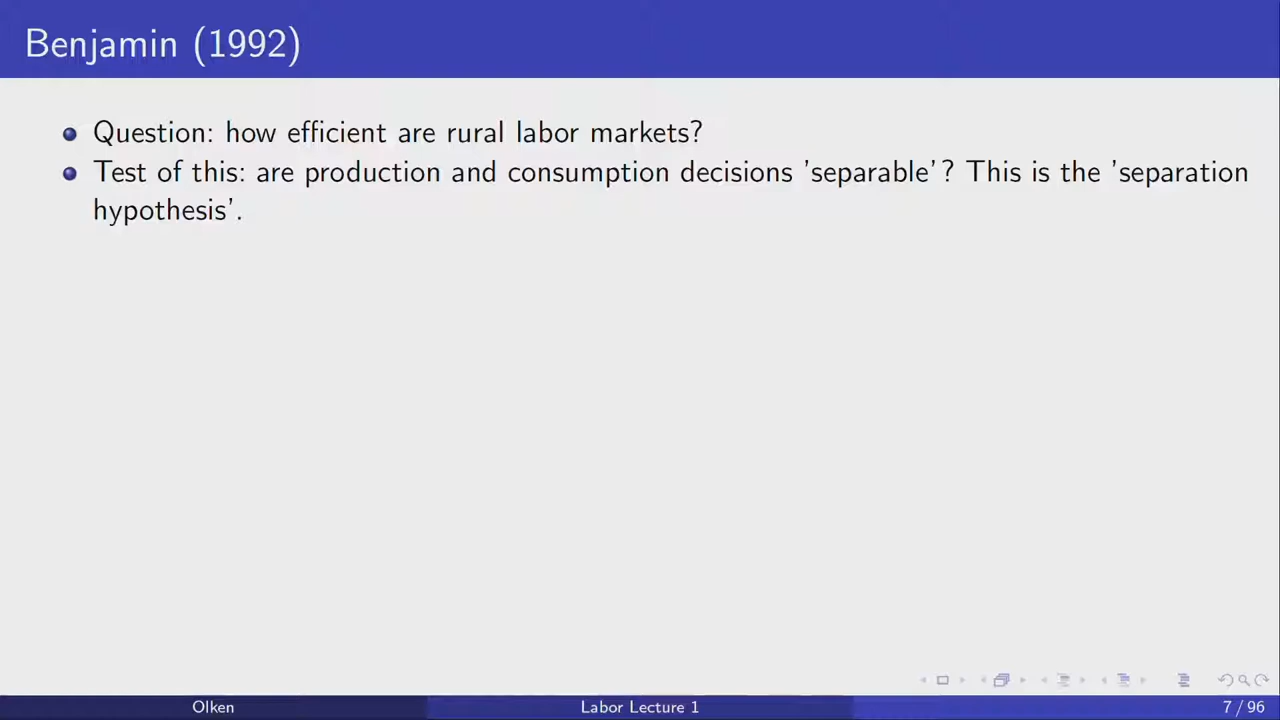 Benjamin (1992)
Question: how efficient are rural labor markets?
Test of this: are production and consumption decisions 'separable'? This is the 'separation
hypothesis'.
Olken
Labor Lecture 1
7 / 96